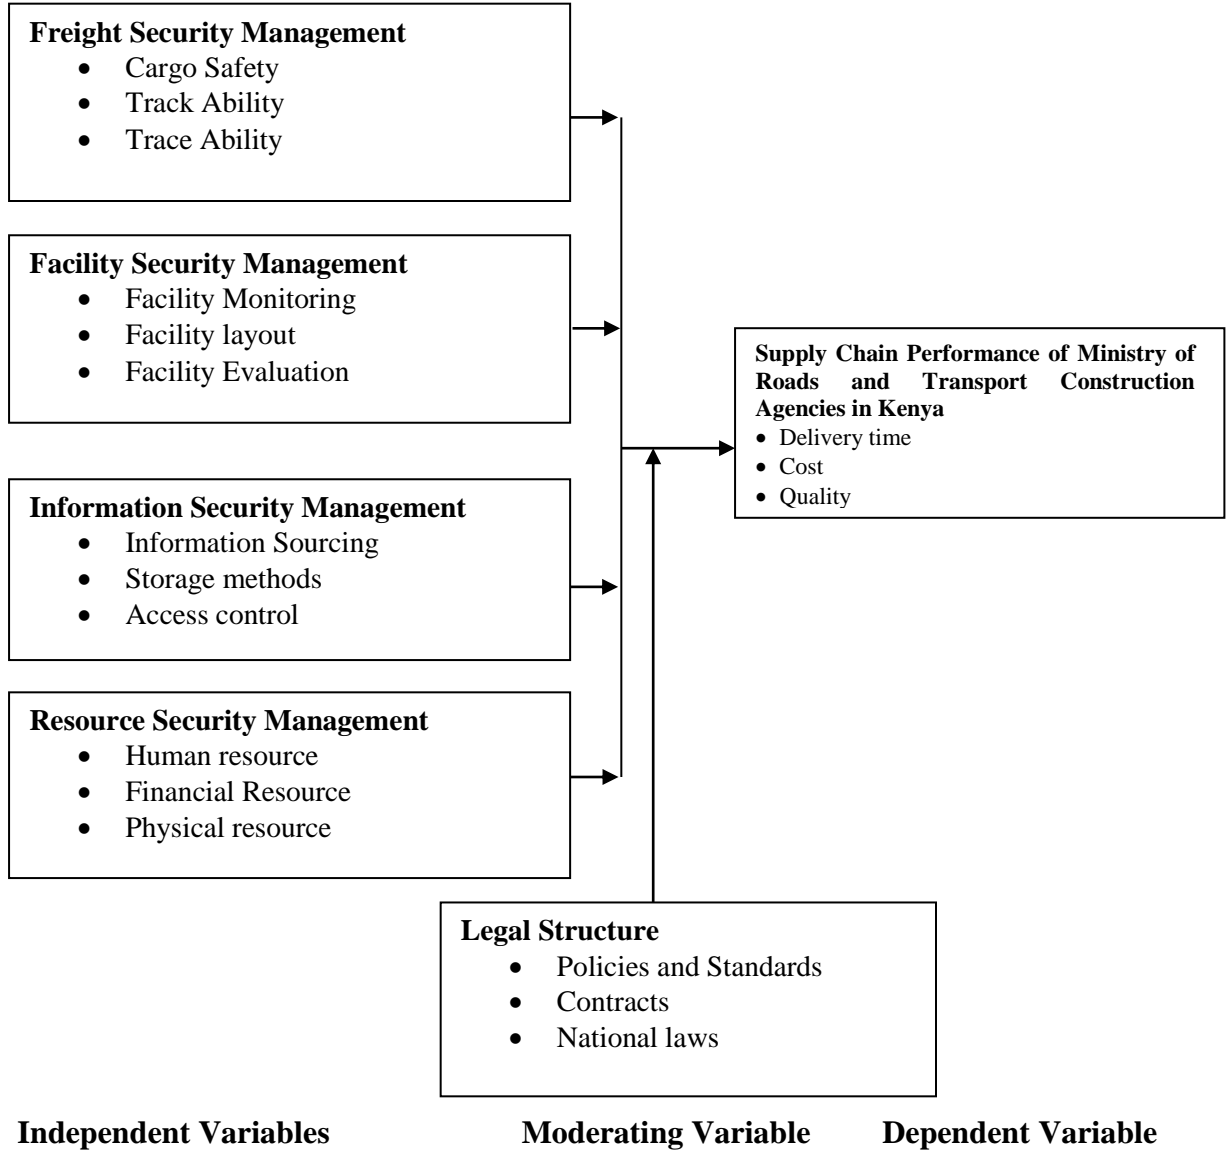 Freight Security Management
• Cargo Safety
• Track Ability
• Trace Ability
Facility Security Management
• Facility Monitoring
• Facility layout
• Facility Evaluation
Supply Chain Performance of Ministry of
Roads and Transport Construction
Agencies in Kenya
• Delivery time
• Cost
• Quality
Information Security Management
• Information Sourcing
• Storage methods
• Access control
Resource Security Management
• Human resource
• Financial Resource
• Physical resource
Legal Structure
• Policies and Standards
• Contracts
• National laws
Independent Variables Moderating Variable Dependent Variable